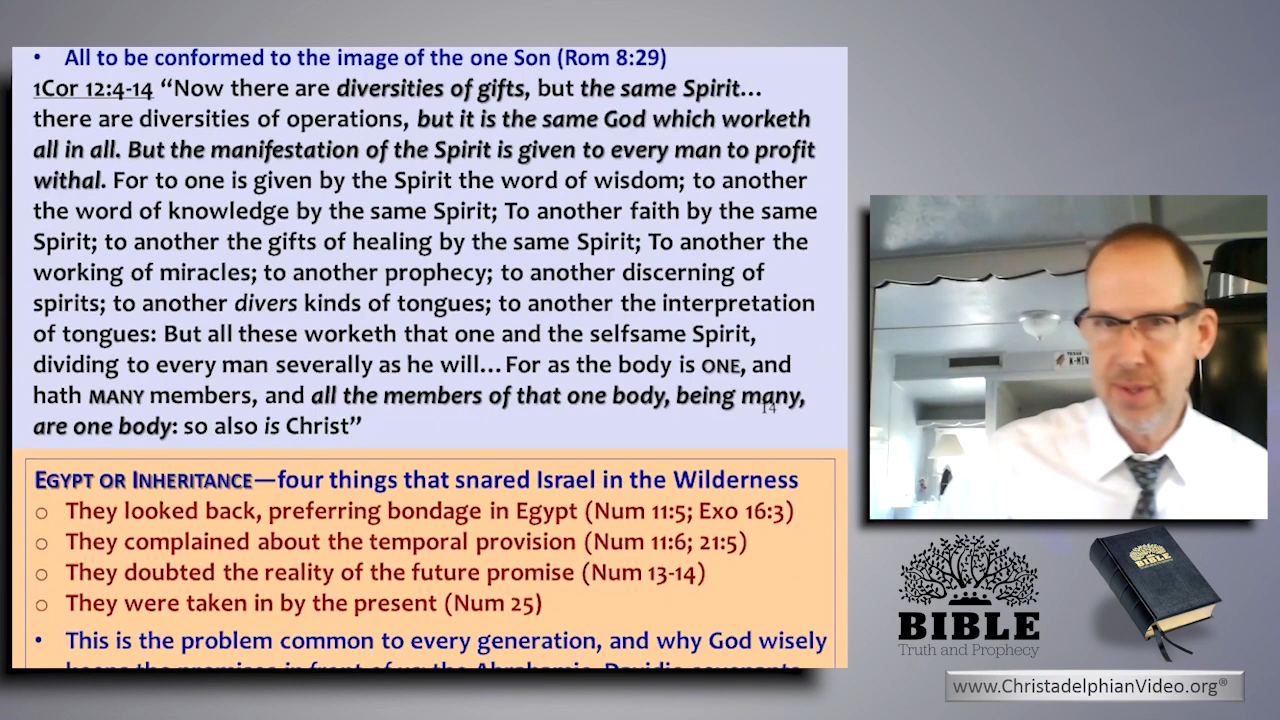 • All to be conformed to the image of the one Son (Rom 8:29)
1Cor 12:4-14 “Now there are diversities of gifts, but the same Spirit…
there are diversities of operations, but it is the same God which worketh
all in all. But the manifestation of the Spirit is given to every man to profit
withal. For to one is given by the Spirit the word of wisdom; to another
the word of knowledge by the same Spirit; To another faith by the same
Spirit; to another the gifts of healing by the same Spirit; To another the
working of miracles; to another prophecy; to another discerning of
spirits; to another divers kinds of tongues; to another the interpretation
of tongues: But all these worketh that one and the selfsame Spirit,
dividing to every man severally as he will…For as the body is ONE, and
hath MANY members, and all the members of that one body, being many,
14
are one body: so also is Christ”
EGYPT OR INHERITANCE—four things that snared Israel in the Wilderness
o They looked back, preferring bondage in Egypt (Num 11:5; Exo 16:3)
o They complained about the temporal provision (Num 11:6; 21:5)
o They doubted the reality of the future promise (Num 13-14)
o They were taken in by the present (Num 25)
• This is the problem common to every generation, and why God wisely
BIBLE
Truth and Prophecy
BIBLE
www.ChristadelphianVideo.org®